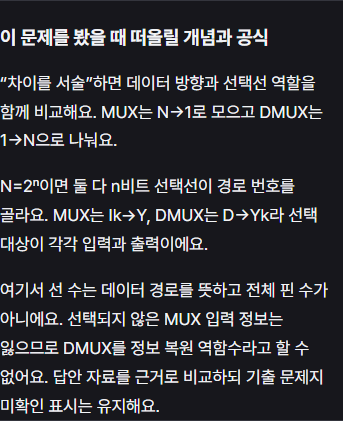 이 문제를 봤을 때 떠올릴 개념과 공식
“차이를 서술”하면 데이터 방향과 선택선 역할을
함께 비교해요. MUX는 N→1로 모으고 DMUX는
1→N으로 나눠요.
N=2ⁿ이면 둘 다 n비트 선택선이 경로 번호를
골라요. MUX는 Ik→Y, DMUX는 D→Yk라 선택
대상이 각각 입력과 출력이에요.
여기서 선 수는 데이터 경로를 뜻하고 전체 핀 수가
아니에요. 선택되지 않은 MUX 입력 정보는
잃으므로 DMUX를 정보 복원 역함수라고 할 수
없어요. 답안 자료를 근거로 비교하되 기출 문제지
미확인 표시는 유지해요.